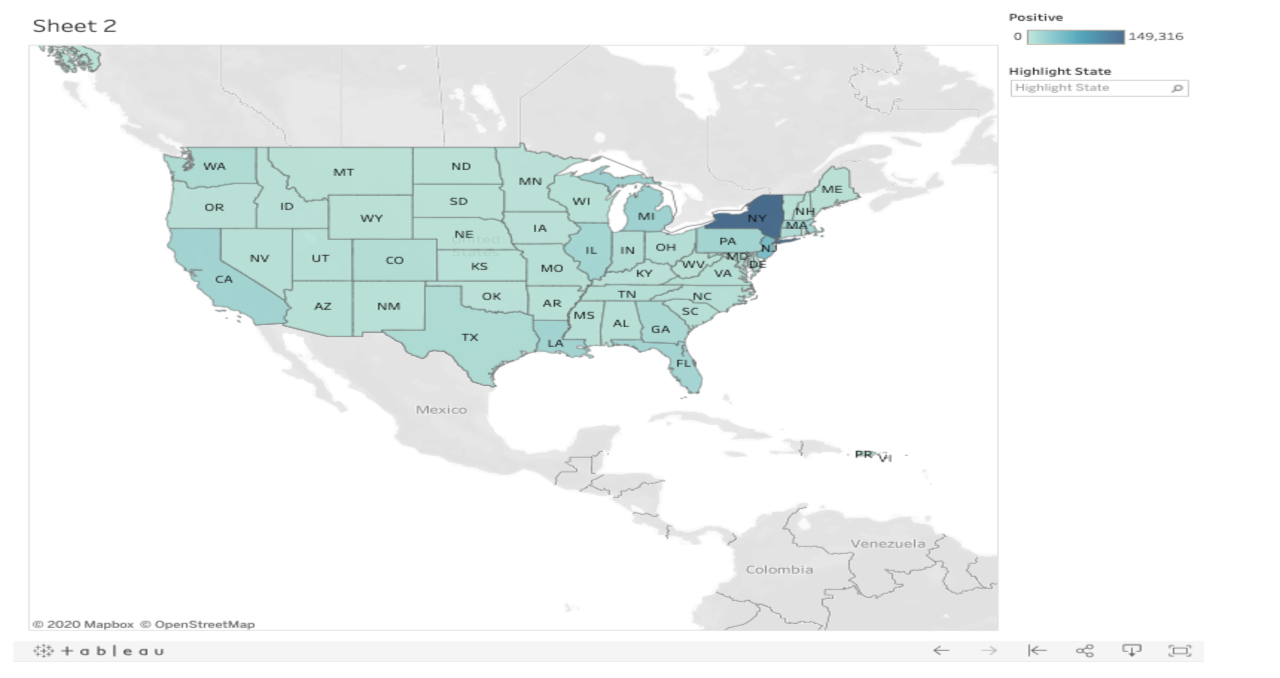 Sheet 2
Positive
0 149,316
Highlight State
Highlight State
WA MT ND MN ME
OR ID WY SD WI MI NY NH
MA
NE IA
United
States
NV UT CO KS IL IN OH PA NJ
MD
DE
CA MO KY WV VA
AZ NM OK AR TN NC
SC
TX MS AL GA
LA FL
Mexico
PR VI
Venezuela
Colombia
© 2020 Mapbox © OpenStreetMap
+ a b l e a u